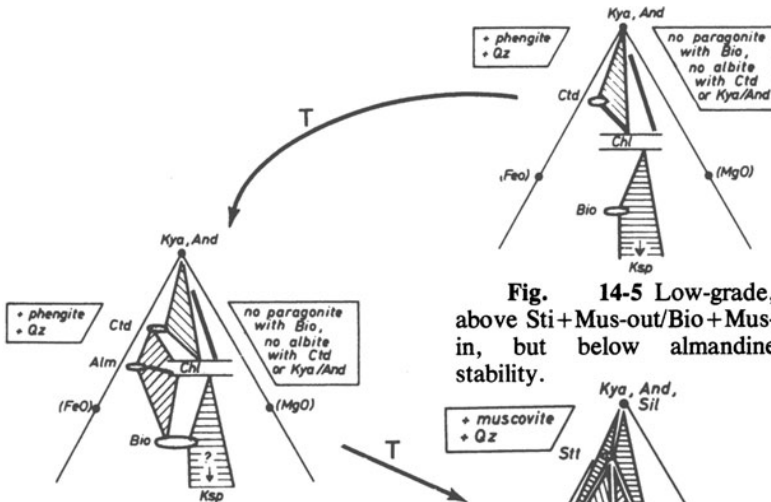 Kya, And
+ phengite
+ Qz
no paragonite
with Bio,
no albite
with Ctd
or Kya/And
Ctd
T
Chl
(FeO)
(MgO)
Bio
Ksp
Fig. 14-5 Low-grade,
above Sti+Mus-out/Bio+Mus-
in, but below almandine
stability.
Kya, And
+ phengite
+ Qz
Ctd
no paragonite
with Bio,
no albite
with Ctd
or Kya/And
Alm
Chl
(FeO)
(MgO)
Bio
?
Ksp
T
Kya, And,
Sil
+ muscovite
+ Qz
Stt